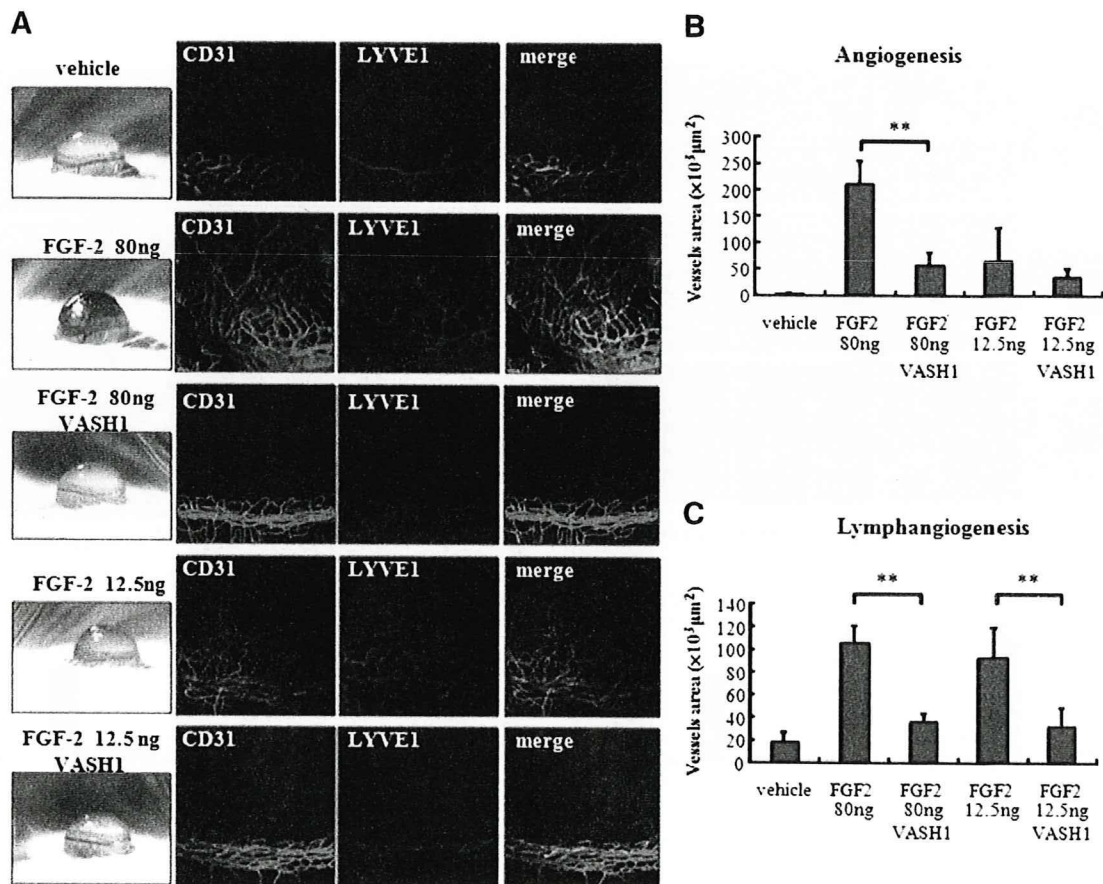 A
vehicle
CD31
LYVE1
merge
FGF-2 80ng
CD31
LYVE1
merge
FGF-2 80ng
VASH1
CD31
LYVE1
merge
FGF-2 12.5ng
CD31
LYVE1
merge
FGF-2 12.5ng
VASH1
CD31
LYVE1
merge
B
Angiogenesis
Vessels area (×10³μm²)
300
250
200
150
100
50
0
**
vehicle
FGF2 80ng
FGF2 80ng VASH1
FGF2 12.5ng
FGF2 12.5ng VASH1
C
Lymphangiogenesis
Vessels area (×10³μm²)
140
120
100
80
60
40
20
0
**
**
vehicle
FGF2 80ng
FGF2 80ng VASH1
FGF2 12.5ng
FGF2 12.5ng VASH1